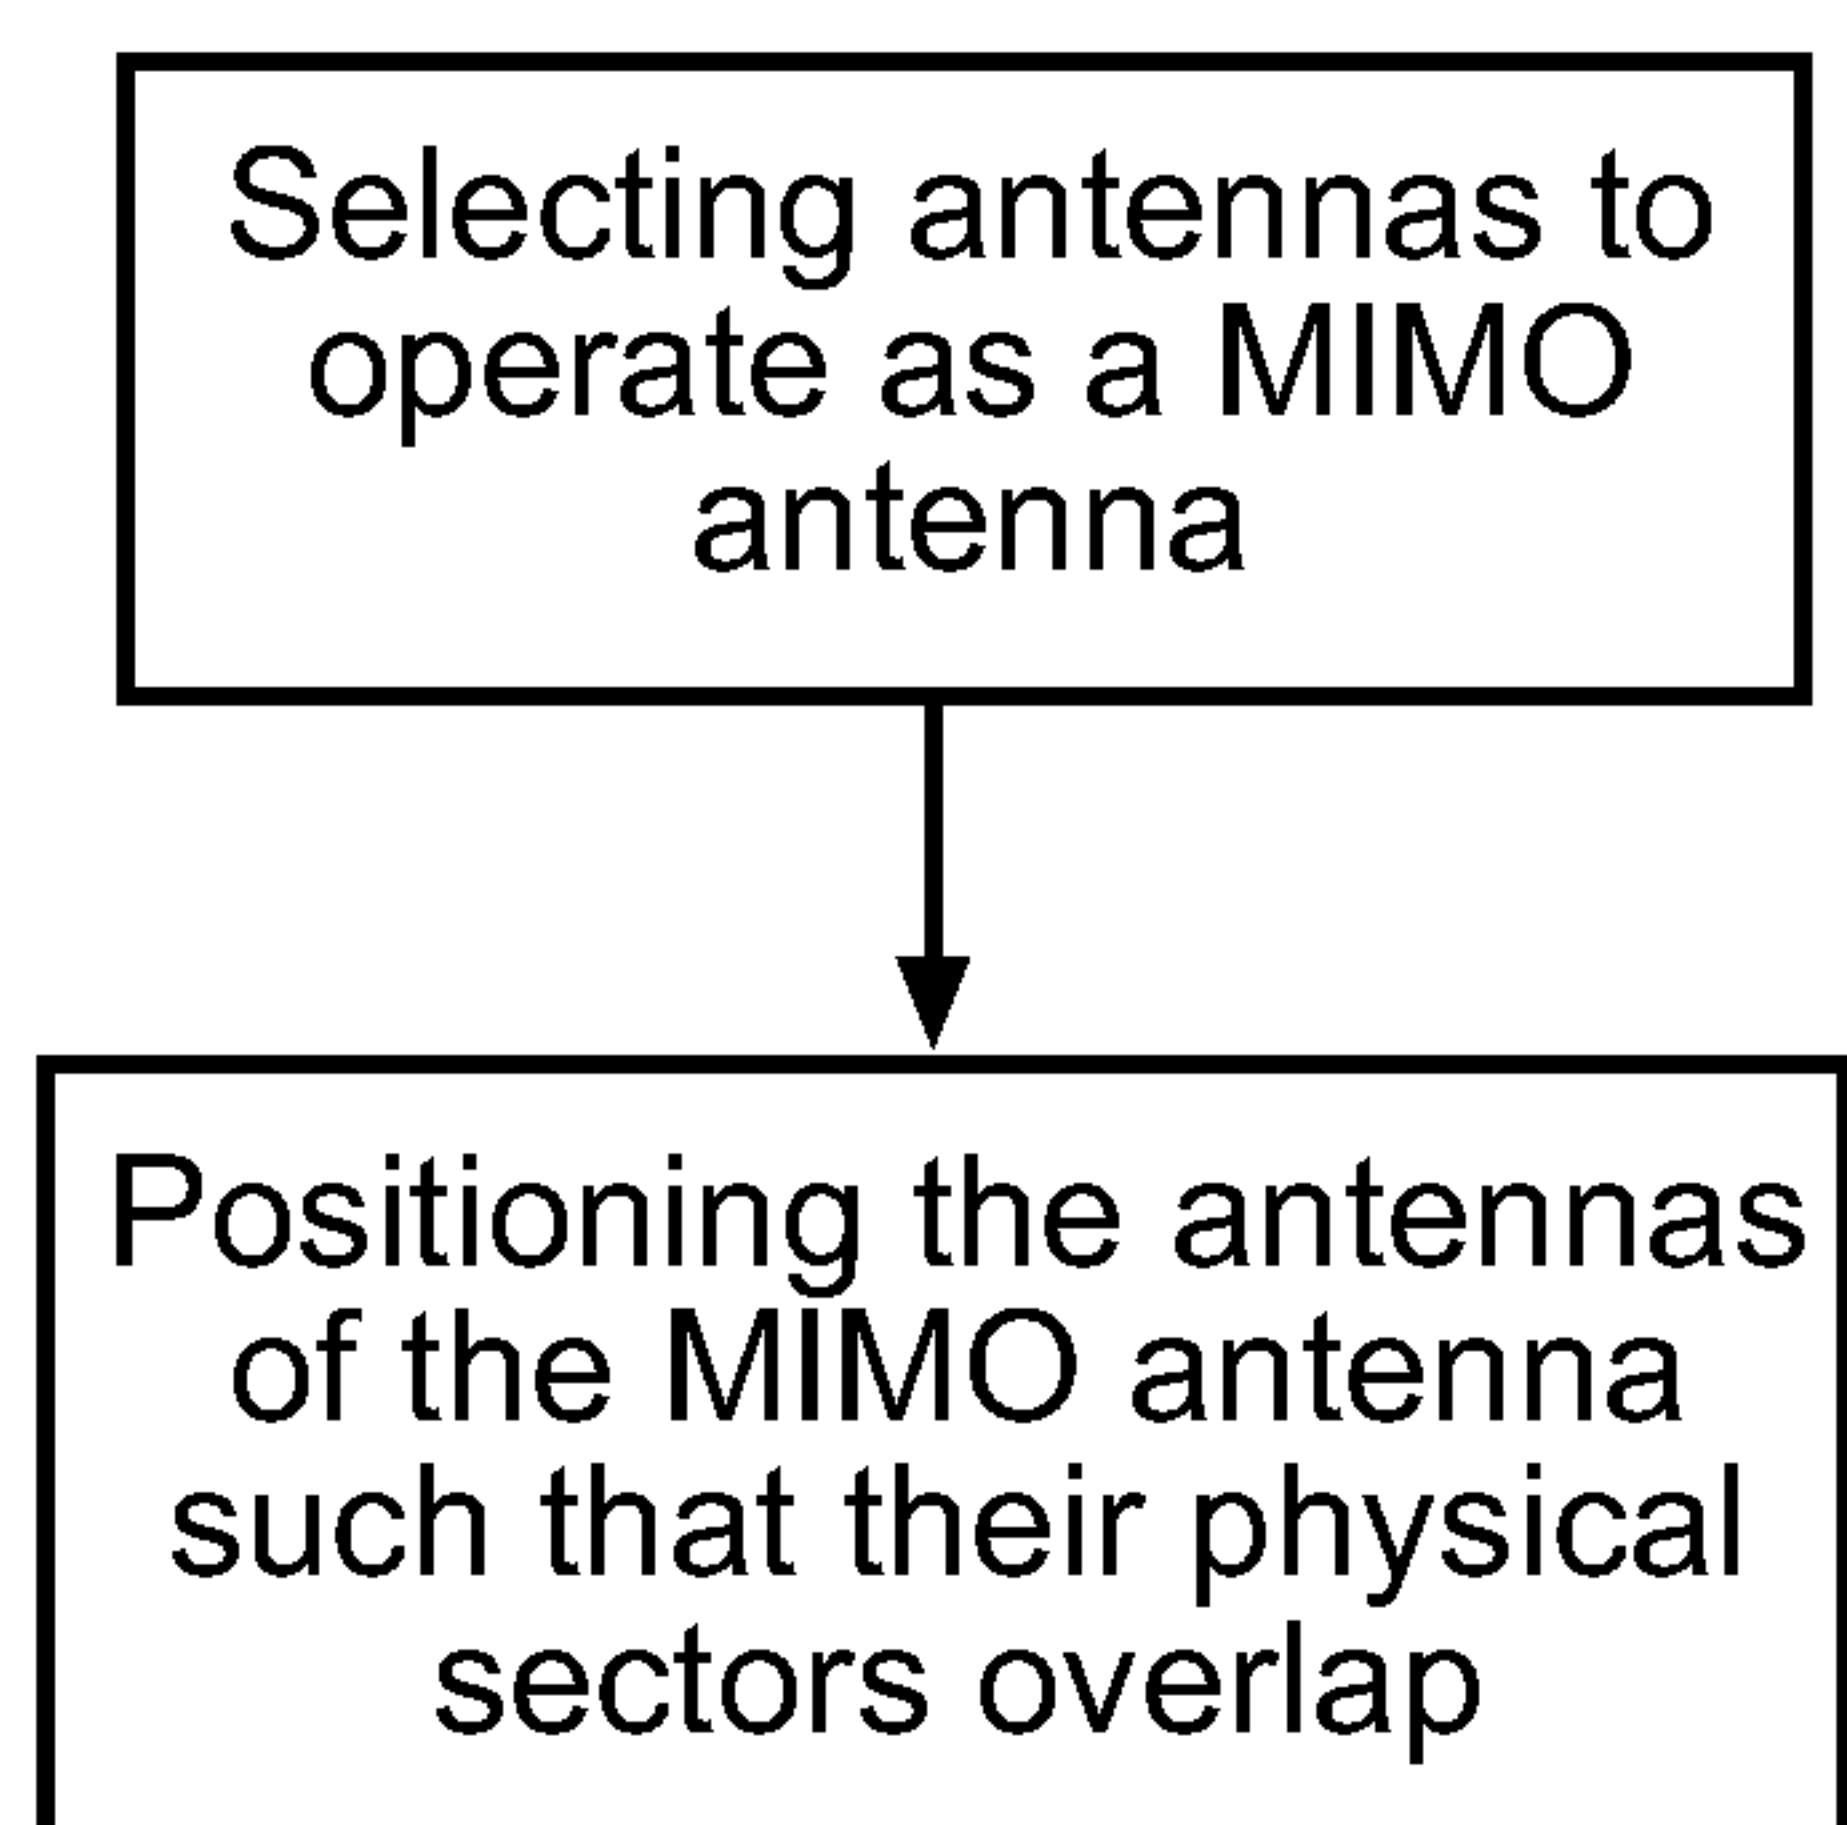 Selecting antennas to
operate as a MIMO
antenna
Positioning the antennas
of the MIMO antenna
such that their physical
sectors overlap